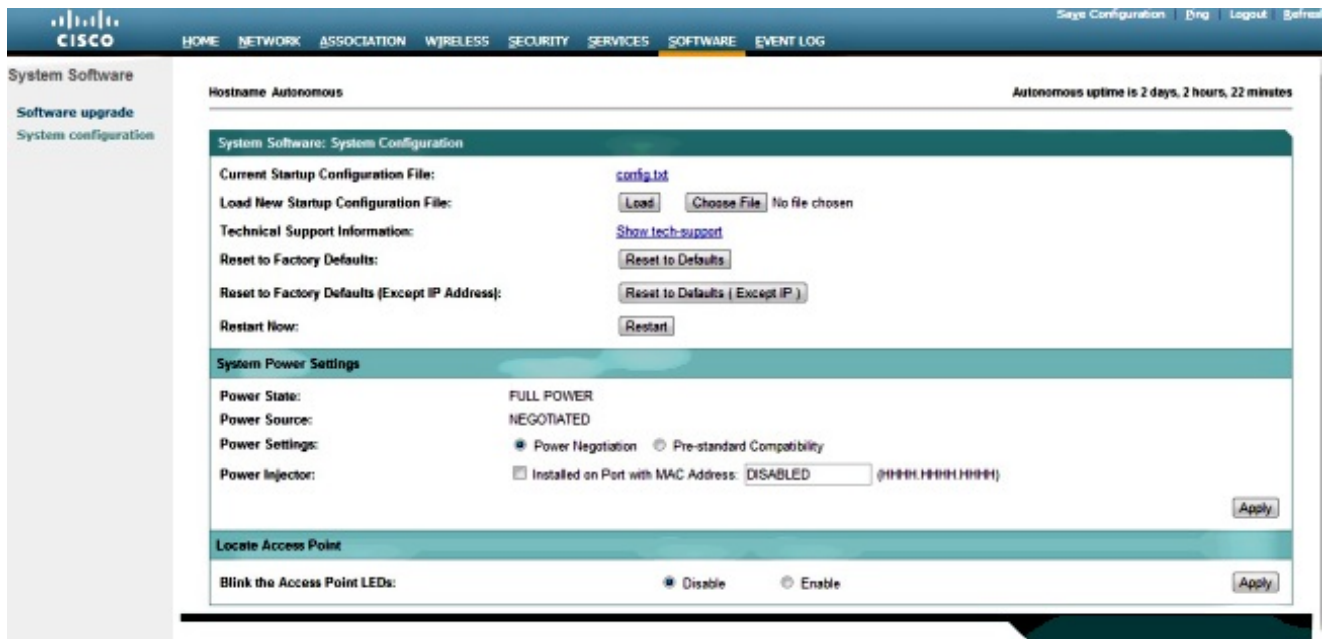 Save Configuration | Ping | Logout | Refresh
CISCO
HOME NETWORK ASSOCIATION WIRELESS SECURITY SERVICES SOFTWARE EVENT LOG
System Software
Software upgrade
System configuration
Hostname Autonomous
Autonomous uptime is 2 days, 2 hours, 22 minutes
System Software: System Configuration
Current Startup Configuration File: config.txt
Load New Startup Configuration File: Load Choose File No file chosen
Technical Support Information: Show tech-support
Reset to Factory Defaults: Reset to Defaults
Reset to Factory Defaults (Except IP Address): Reset to Defaults ( Except IP )
Restart Now: Restart
System Power Settings
Power State: FULL POWER
Power Source: NEGOTIATED
Power Settings: Power Negotiation Pre-standard Compatibility
Power Injector: Installed on Port with MAC Address: DISABLED (HHHH.HHHH.HHHH)
Apply
Locate Access Point
Blink the Access Point LEDs: Disable Enable Apply